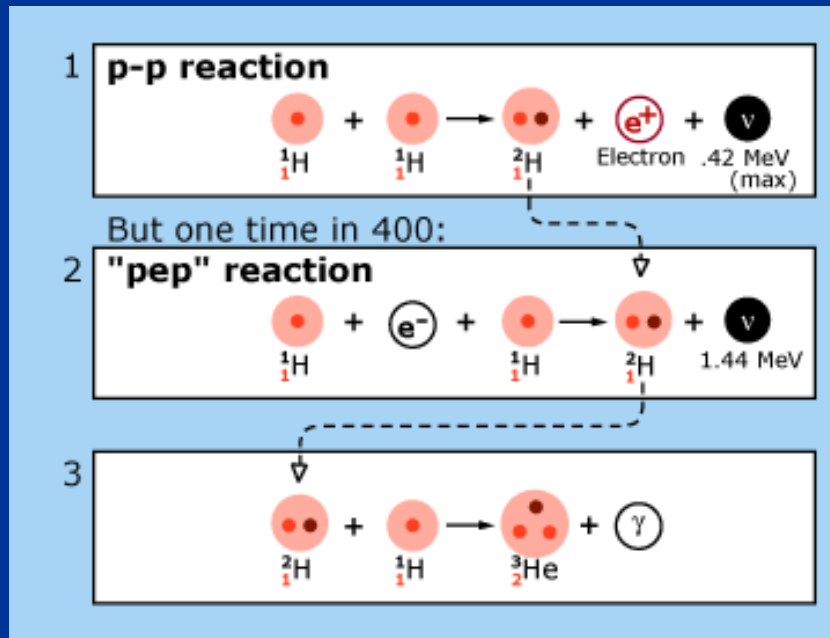 1 p-p reaction
+ + e+ + ν
¹₁H ¹₁H ²₁H Electron .42 MeV
(max)
But one time in 400:
2 "pep" reaction
+ e− + + ν
¹₁H ¹₁H ²₁H 1.44 MeV
3
+ + γ
²₁H ¹₁H ³₂He